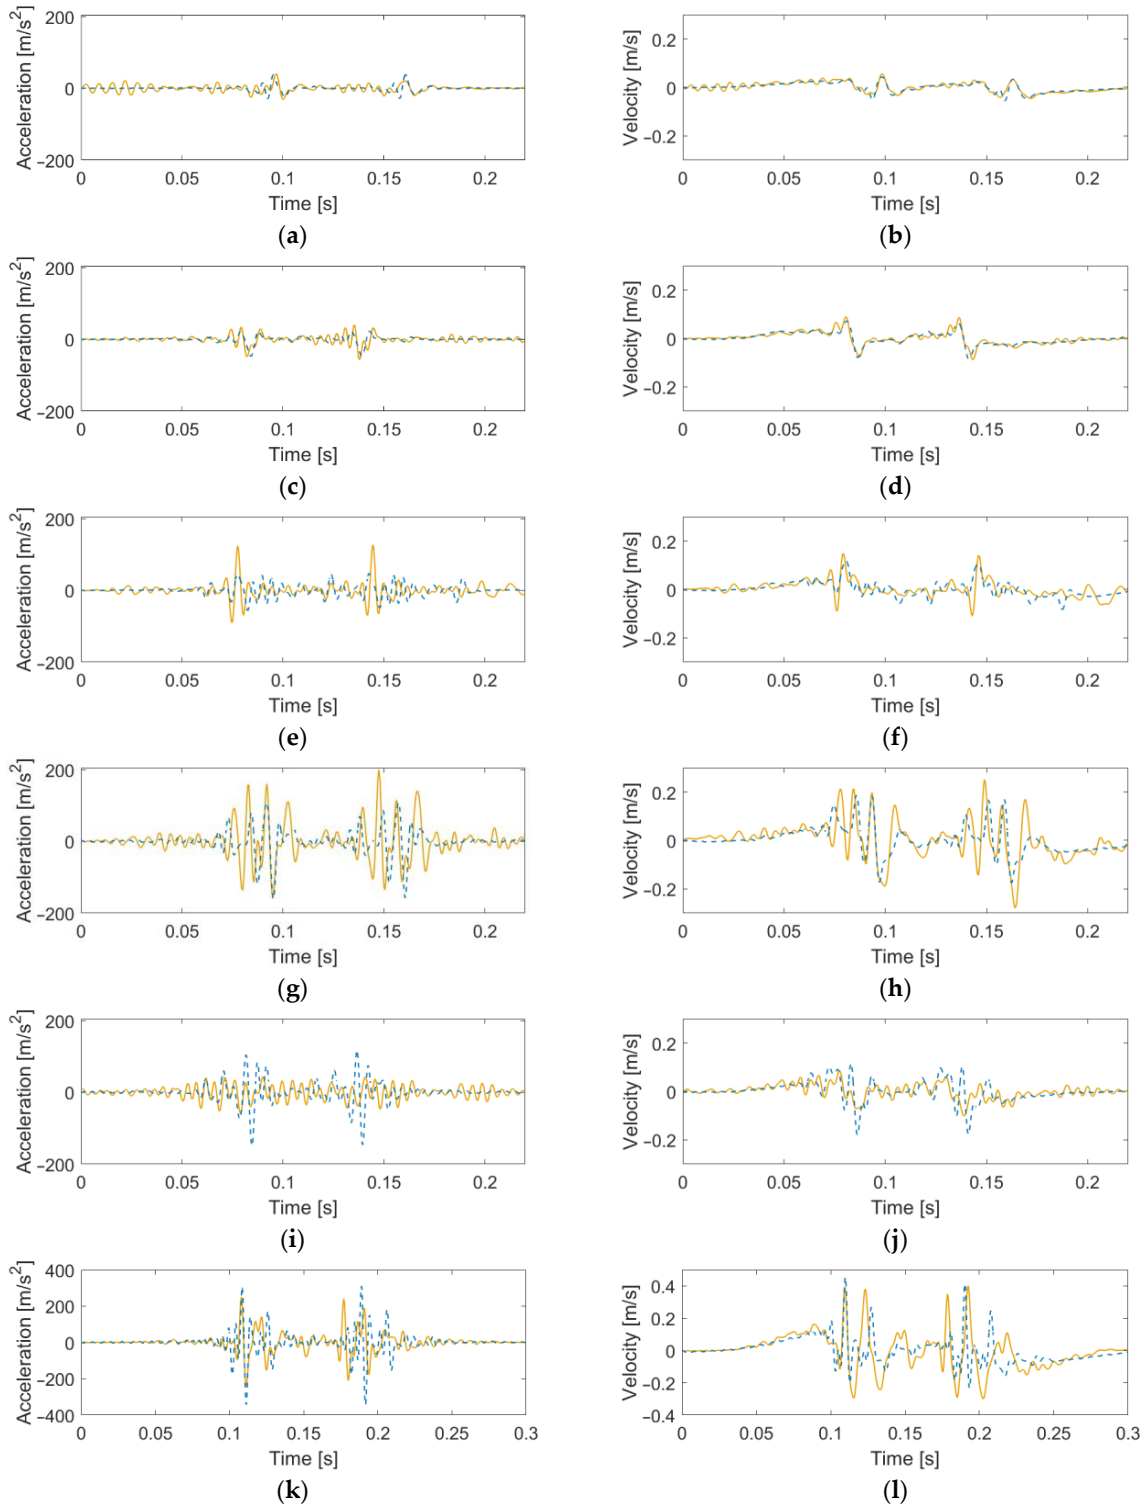 Acceleration [m/s²]
200
0
−200
0 0.05 0.1 0.15 0.2
Time [s]
(a)
Velocity [m/s]
0.2
0
−0.2
0 0.05 0.1 0.15 0.2
Time [s]
(b)
Acceleration [m/s²]
200
0
−200
0 0.05 0.1 0.15 0.2
Time [s]
(c)
Velocity [m/s]
0.2
0
−0.2
0 0.05 0.1 0.15 0.2
Time [s]
(d)
Acceleration [m/s²]
200
0
−200
0 0.05 0.1 0.15 0.2
Time [s]
(e)
Velocity [m/s]
0.2
0
−0.2
0 0.05 0.1 0.15 0.2
Time [s]
(f)
Acceleration [m/s²]
200
0
−200
0 0.05 0.1 0.15 0.2
Time [s]
(g)
Velocity [m/s]
0.2
0
−0.2
0 0.05 0.1 0.15 0.2
Time [s]
(h)
Acceleration [m/s²]
200
0
−200
0 0.05 0.1 0.15 0.2
Time [s]
(i)
Velocity [m/s]
0.2
0
−0.2
0 0.05 0.1 0.15 0.2
Time [s]
(j)
Acceleration [m/s²]
400
200
0
−200
−400
0 0.05 0.1 0.15 0.2 0.25 0.3
Time [s]
(k)
Velocity [m/s]
0.4
0.2
0
−0.2
−0.4
0 0.05 0.1 0.15 0.2 0.25 0.3
Time [s]
(l)